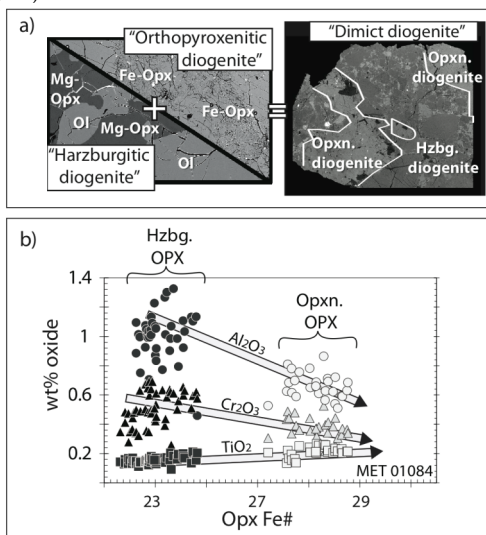 a)
"Orthopyroxenitic
diogenite"
"Dimict diogenite"
Mg-
Opx
Fe-Opx
Fe-Opx
Ol
Mg-Opx
Ol
"Harzburgitic
diogenite"
+
=
Opxn.
diogenite
Opxn.
diogenite
Hzbg.
diogenite
b)
Hzbg.
OPX
Opxn.
OPX
1.4
1
0.6
0.2
wt% oxide
Al2O3
Cr2O3
TiO2
MET 01084
23
25
27
29
Opx Fe#